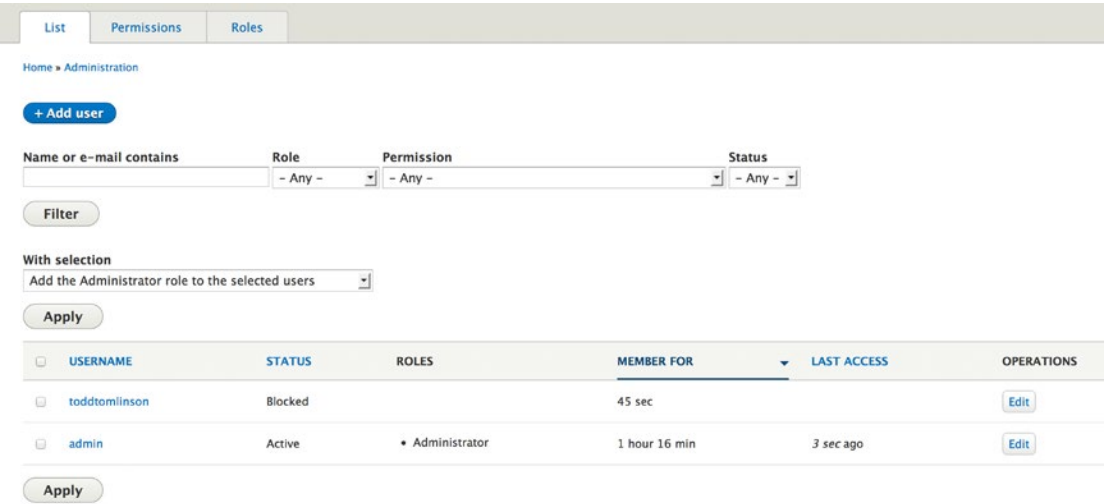 List Permissions Roles
Home » Administration
+ Add user
Name or e-mail contains Role Permission Status
- Any - - Any - - Any -
Filter
With selection
Add the Administrator role to the selected users
Apply
USERNAME STATUS ROLES MEMBER FOR LAST ACCESS OPERATIONS
toddtomlinson Blocked 45 sec Edit
admin Active • Administrator 1 hour 16 min 3 sec ago Edit
Apply